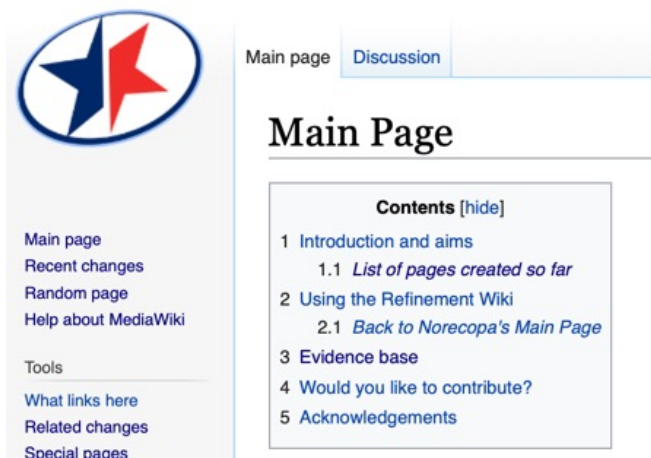 Main page Discussion
Main Page
Contents [hide]
1 Introduction and aims
1.1 List of pages created so far
2 Using the Refinement Wiki
2.1 Back to Norecopa's Main Page
3 Evidence base
4 Would you like to contribute?
5 Acknowledgements
Main page
Recent changes
Random page
Help about MediaWiki
Tools
What links here
Related changes
Special pages